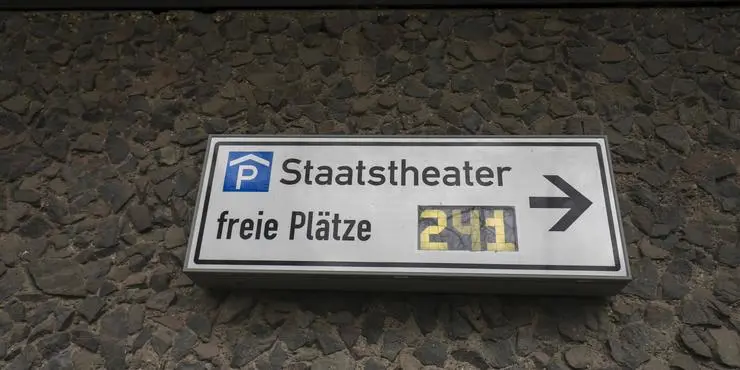 P Staatstheater
freie Plätze 241